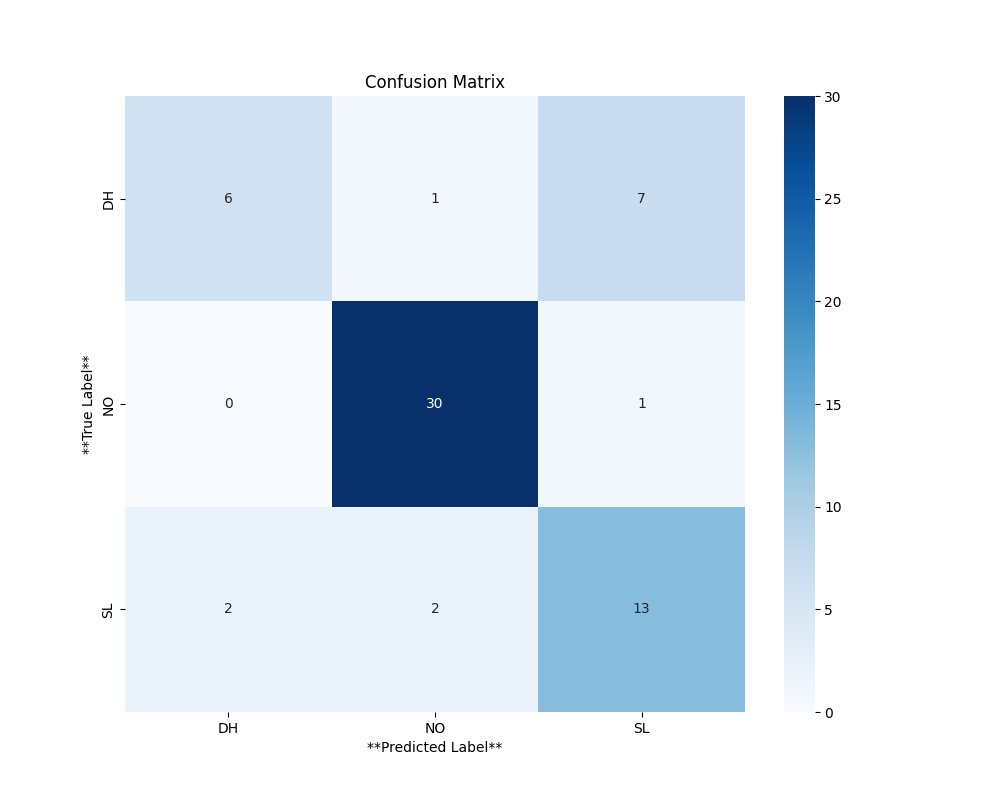 Confusion Matrix
**True Label**
DH 6 1 7
NO 0 30 1
SL 2 2 13
DH NO SL
**Predicted Label**
30
25
20
15
10
5
0